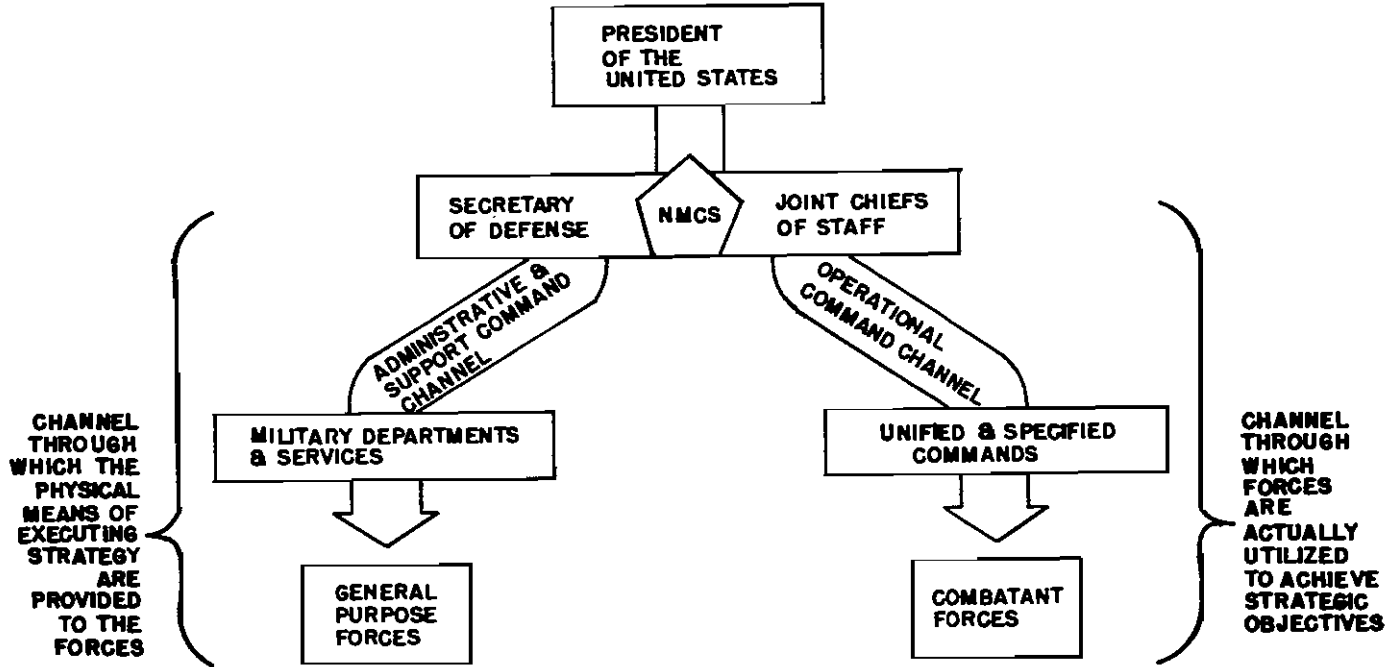 PRESIDENT
OF THE
UNITED STATES
SECRETARY
OF DEFENSE
NMCS
JOINT CHIEFS
OF STAFF
ADMINISTRATIVE &
SUPPORT COMMAND
CHANNEL
OPERATIONAL
COMMAND CHANNEL
MILITARY DEPARTMENTS
& SERVICES
UNIFIED & SPECIFIED
COMMANDS
GENERAL
PURPOSE
FORCES
COMBATANT
FORCES
CHANNEL
THROUGH
WHICH THE
PHYSICAL
MEANS OF
EXECUTING
STRATEGY
ARE
PROVIDED
TO THE
FORCES
CHANNEL
THROUGH
WHICH
FORCES
ARE
ACTUALLY
UTILIZED
TO ACHIEVE
STRATEGIC
OBJECTIVES